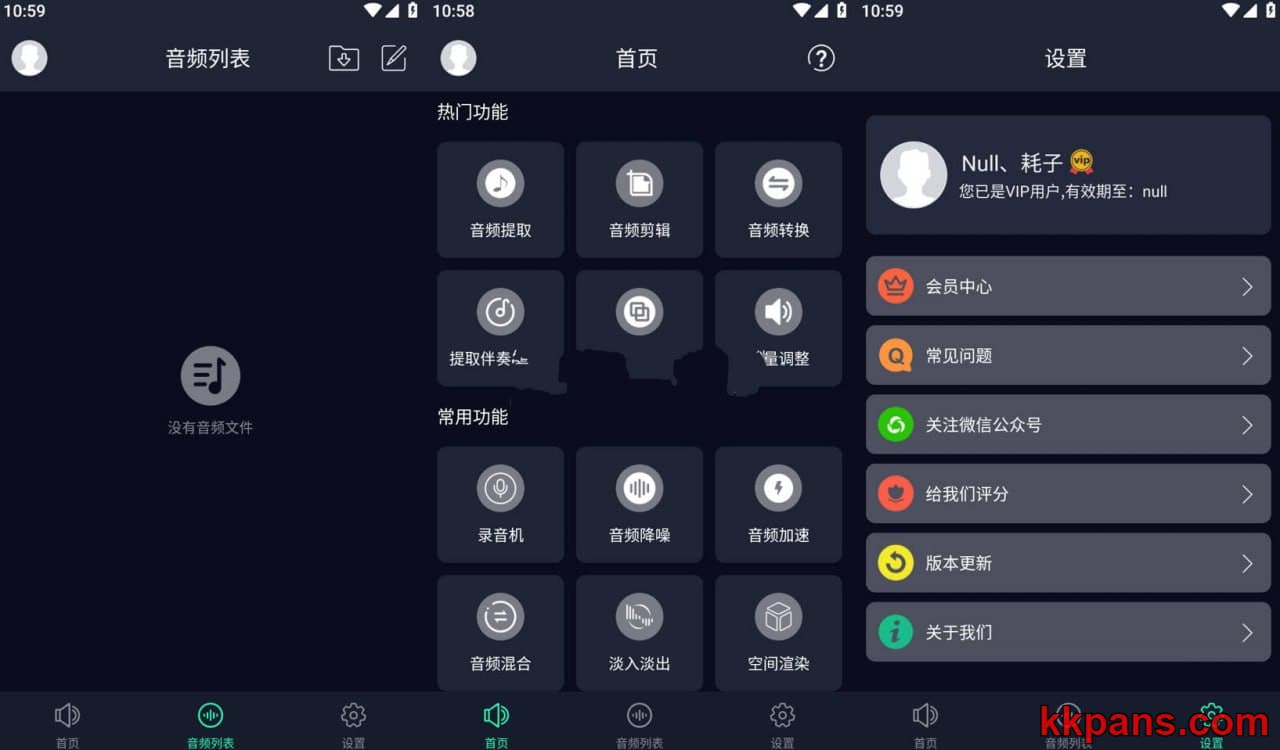 10:59
音频列表
没有音频文件
首页
音频列表
设置
10:58
首页
热门功能
音频提取
音频剪辑
音频转换
提取伴奏
量调整
常用功能
录音机
音频降噪
音频加速
音频混合
淡入淡出
空间渲染
首页
音频列表
设置
10:59
设置
Null、耗子 vip
您已是VIP用户,有效期至：null
会员中心
常见问题
关注微信公众号
给我们评分
版本更新
关于我们
首页
音频列表
设置
kkpans.com